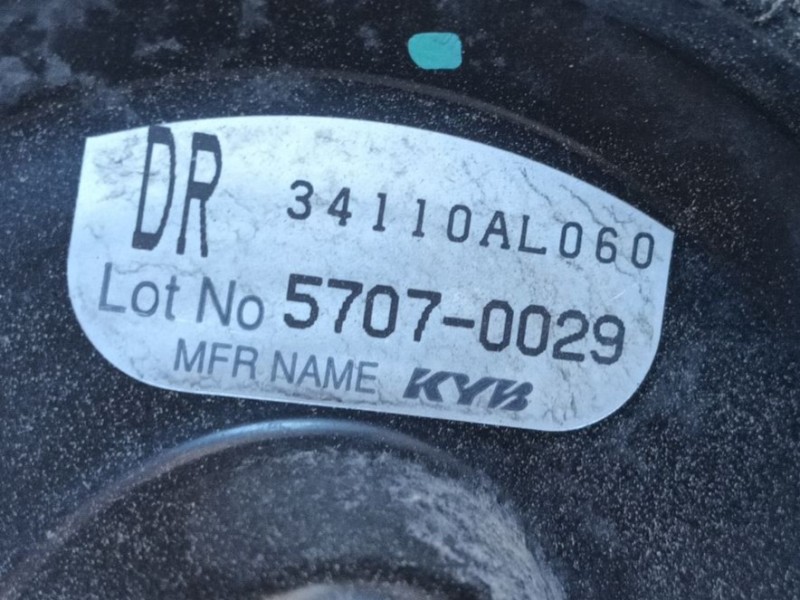 DR 34110AL060
Lot No 5707-0029
MFR NAME KYB